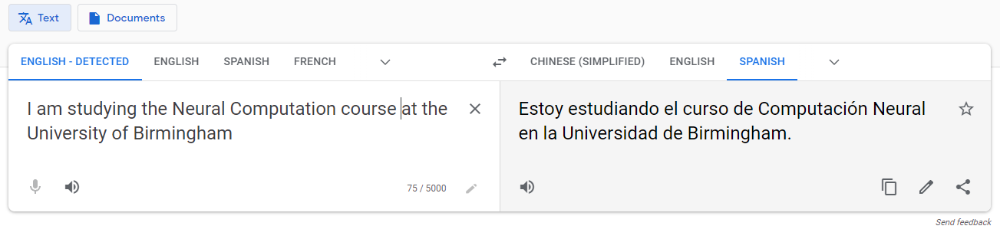 Text Documents
ENGLISH - DETECTED ENGLISH SPANISH FRENCH CHINESE (SIMPLIFIED) ENGLISH SPANISH
I am studying the Neural Computation course at the
University of Birmingham
Estoy estudiando el curso de Computación Neural
en la Universidad de Birmingham.
75 / 5000
Send feedback